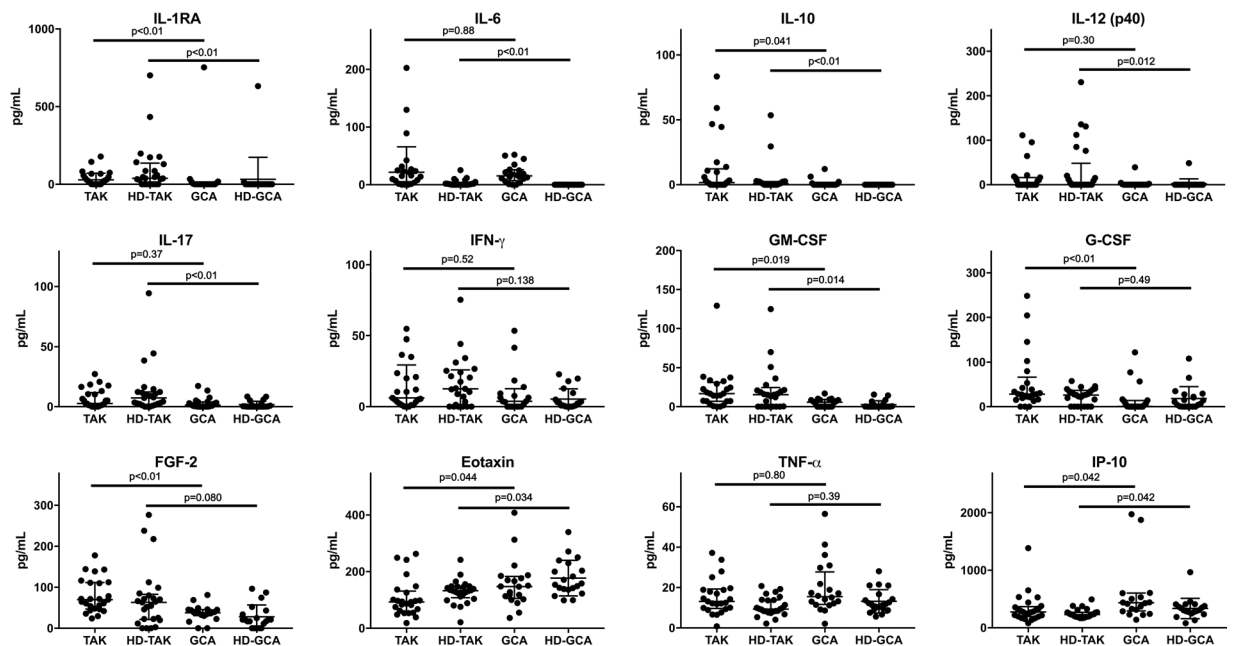 IL-1RA
p<0.01
p<0.01
1000
500
0
pg/mL
TAK HD-TAK GCA HD-GCA
IL-6
p=0.88
p<0.01
200
100
0
pg/mL
TAK HD-TAK GCA HD-GCA
IL-10
p=0.041
p<0.01
100
50
0
pg/mL
TAK HD-TAK GCA HD-GCA
IL-12 (p40)
p=0.30
p=0.012
300
200
100
0
pg/mL
TAK HD-TAK GCA HD-GCA
IL-17
p=0.37
p<0.01
100
50
0
pg/mL
TAK HD-TAK GCA HD-GCA
IFN-γ
p=0.52
p=0.138
100
50
0
pg/mL
TAK HD-TAK GCA HD-GCA
GM-CSF
p=0.019
p=0.014
200
150
100
50
0
pg/mL
TAK HD-TAK GCA HD-GCA
G-CSF
p<0.01
p=0.49
300
200
100
0
pg/mL
TAK HD-TAK GCA HD-GCA
FGF-2
p<0.01
p=0.080
300
200
100
0
pg/mL
TAK HD-TAK GCA HD-GCA
Eotaxin
p=0.044
p=0.034
400
200
0
pg/mL
TAK HD-TAK GCA HD-GCA
TNF-α
p=0.80
p=0.39
60
40
20
0
pg/mL
TAK HD-TAK GCA HD-GCA
IP-10
p=0.042
p=0.042
2000
1000
0
pg/mL
TAK HD-TAK GCA HD-GCA